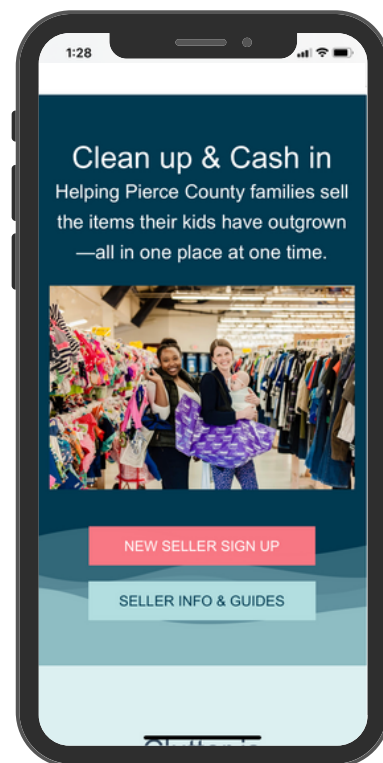 1:28
Clean up & Cash in
Helping Pierce County families sell
the items their kids have outgrown
—all in one place at one time.
NEW SELLER SIGN UP
SELLER INFO & GUIDES